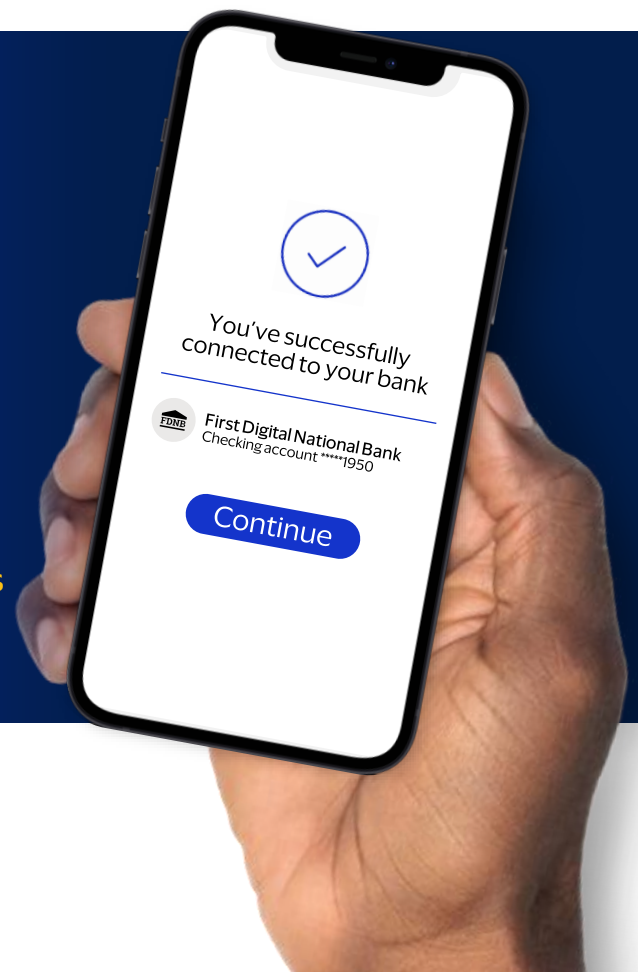 You've successfully
connected to your bank
FDNB
First Digital National Bank
Checking account *****1950
Continue
s